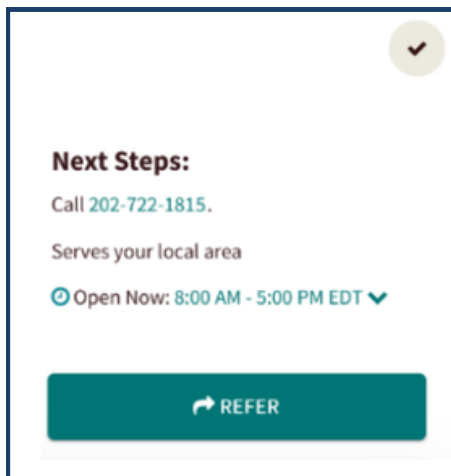 Next Steps:
Call 202-722-1815.
Serves your local area
Open Now: 8:00 AM - 5:00 PM EDT
REFER